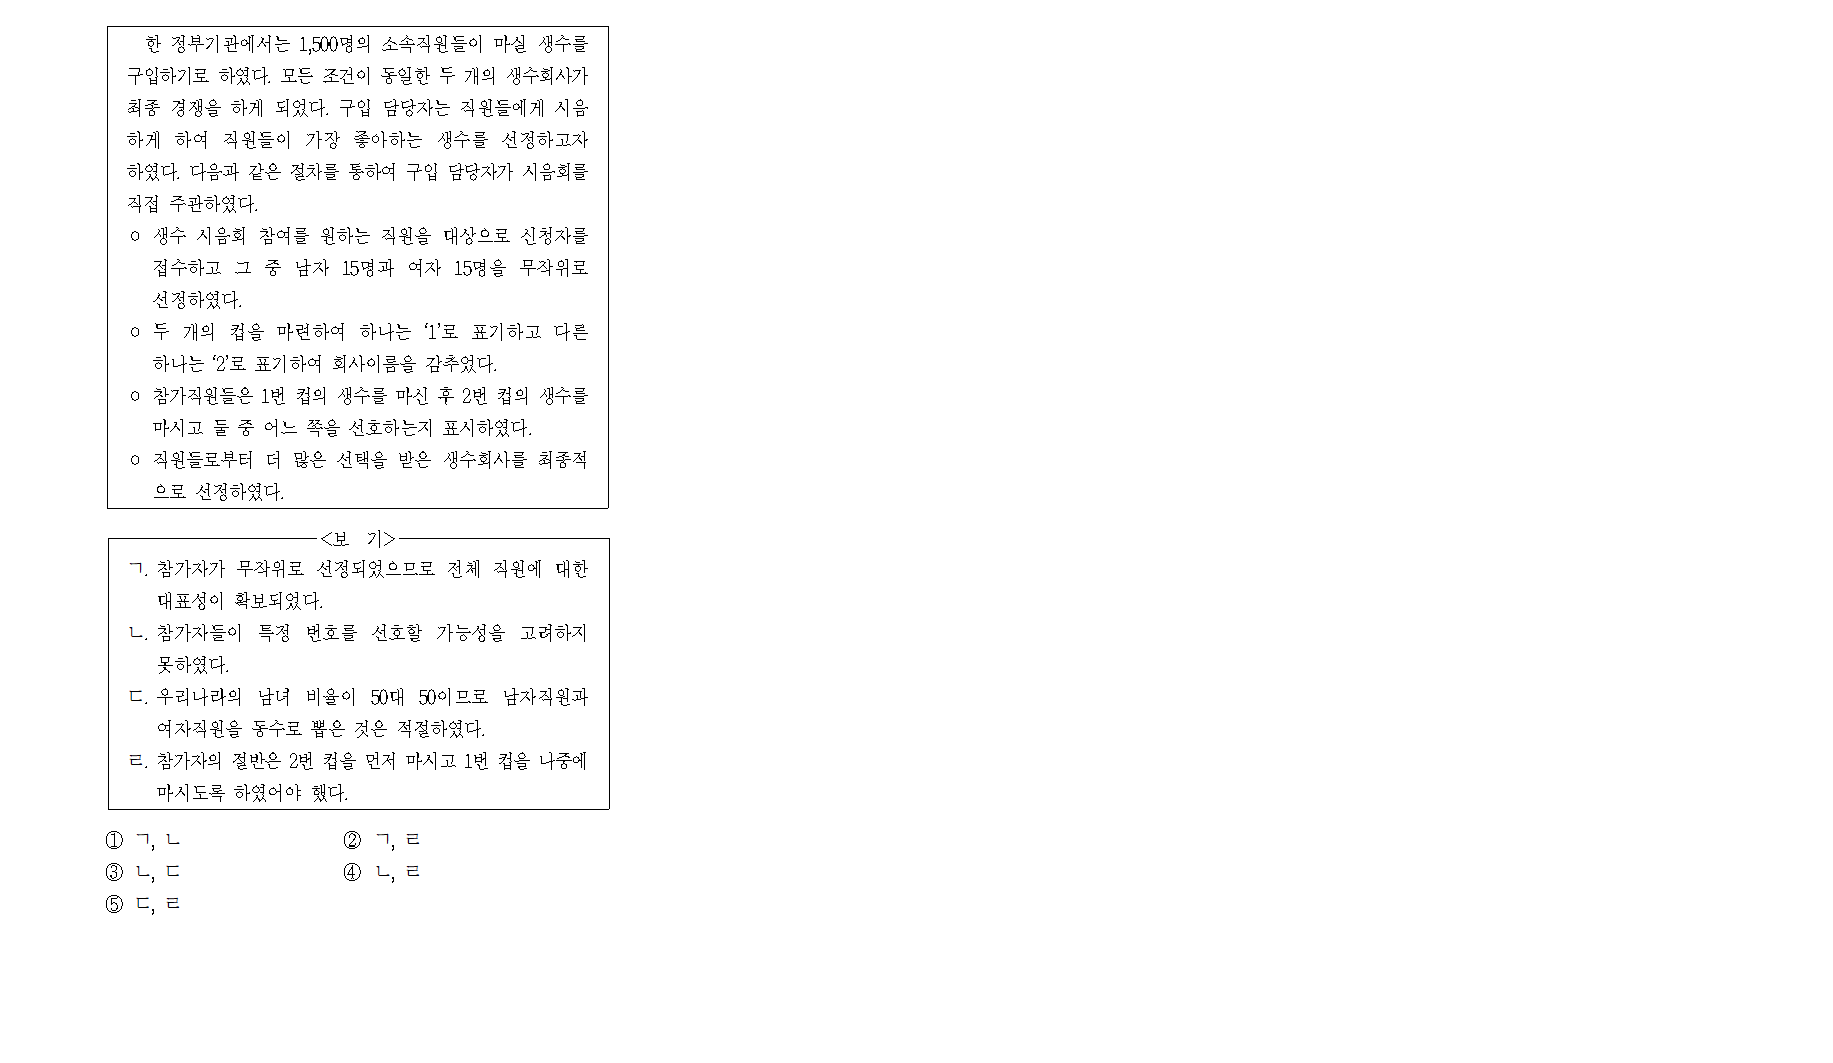 한 정부기관에서는 1,500명의 소속직원들이 마실 생수를
구입하기로 하였다. 모든 조건이 동일한 두 개의 생수회사가
최종 경쟁을 하게 되었다. 구입 담당자는 직원들에게 시음
하게 하여 직원들이 가장 좋아하는 생수를 선정하고자
하였다. 다음과 같은 절차를 통하여 구입 담당자가 시음회를
직접 주관하였다.
ㅇ 생수 시음회 참여를 원하는 직원을 대상으로 신청자를
접수하고 그 중 남자 15명과 여자 15명을 무작위로
선정하였다.
ㅇ 두 개의 컵을 마련하여 하나는 ‘1’로 표기하고 다른
하나는 ‘2’로 표기하여 회사이름을 감추었다.
ㅇ 참가직원들은 1번 컵의 생수를 마신 후 2번 컵의 생수를
마시고 둘 중 어느 쪽을 선호하는지 표시하였다.
ㅇ 직원들로부터 더 많은 선택을 받은 생수회사를 최종적
으로 선정하였다.
<보 기>
ㄱ. 참가자가 무작위로 선정되었으므로 전체 직원에 대한
대표성이 확보되었다.
ㄴ. 참가자들이 특정 번호를 선호할 가능성을 고려하지
못하였다.
ㄷ. 우리나라의 남녀 비율이 50대 50이므로 남자직원과
여자직원을 동수로 뽑은 것은 적절하였다.
ㄹ. 참가자의 절반은 2번 컵을 먼저 마시고 1번 컵을 나중에
마시도록 하였어야 했다.
① ㄱ, ㄴ ② ㄱ, ㄹ
③ ㄴ, ㄷ ④ ㄴ, ㄹ
⑤ ㄷ, ㄹ